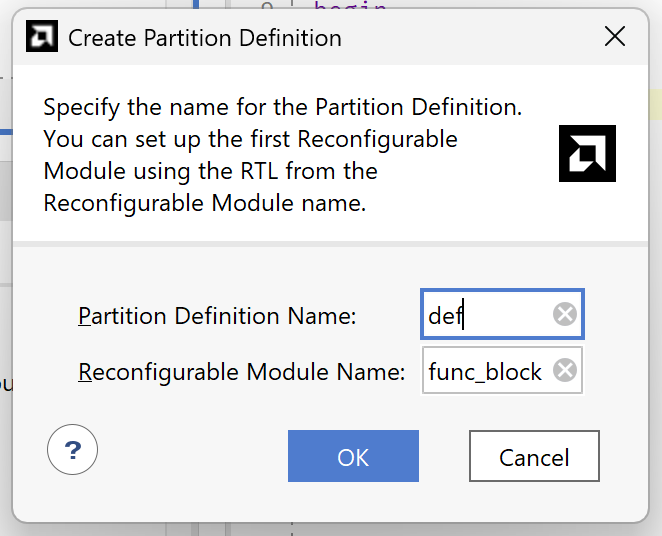 begin
Create Partition Definition
Specify the name for the Partition Definition.
You can set up the first Reconfigurable
Module using the RTL from the
Reconfigurable Module name.
Partition Definition Name: def
Reconfigurable Module Name: func_block
?
OK
Cancel